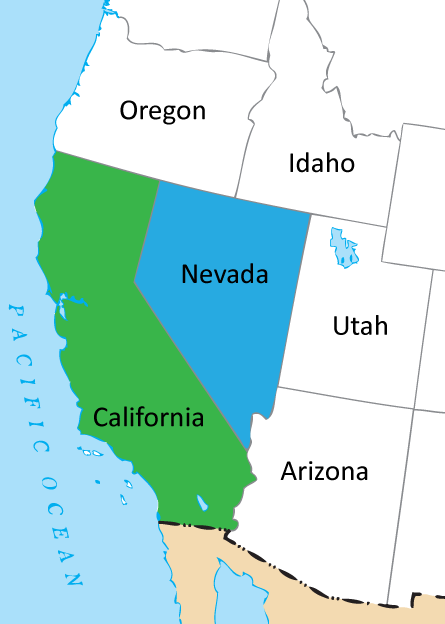 Oregon
Idaho
Nevada
Utah
California
Arizona
PACIFIC OCEAN